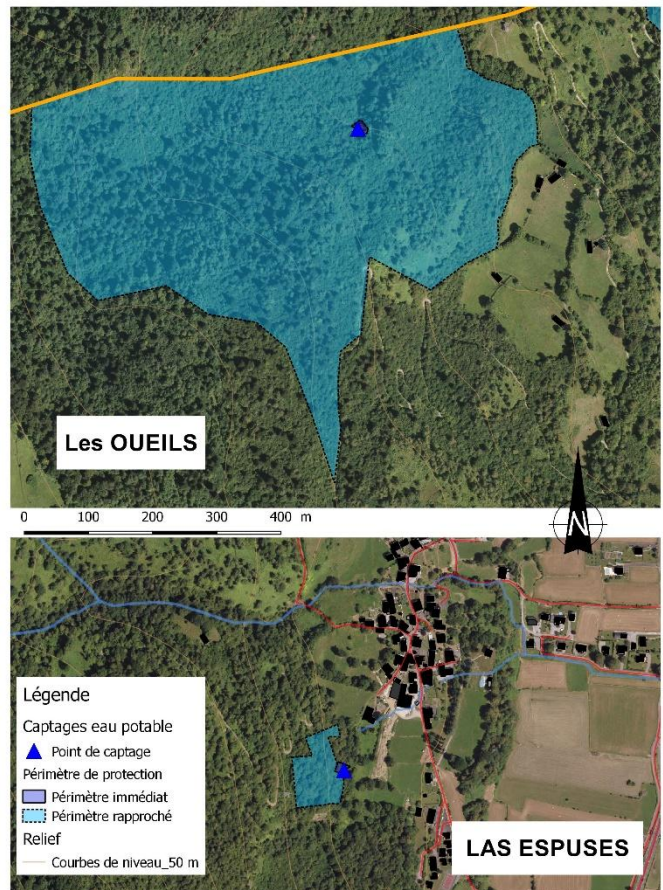 Les OUEILS
0 100 200 300 400 m
N
Légende
Captages eau potable
Point de captage
Périmètre de protection
Périmètre immédiat
Périmètre rapproché
Relief
Courbes de niveau_50 m
LAS ESPUSES